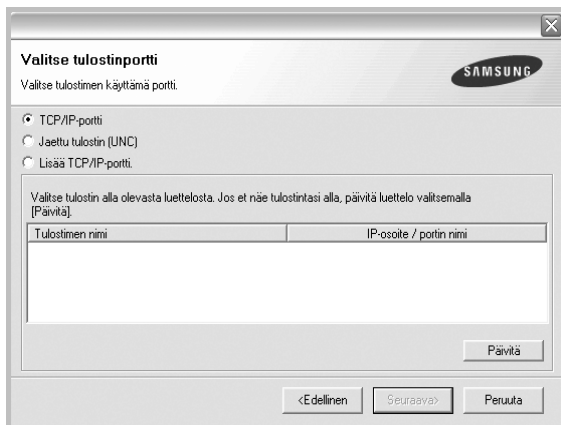 Valitse tulostinportti
Valitse tulostimen käyttämä portti.
SAMSUNG
TCP/IP-portti
Jaettu tulostin (UNC)
Lisää TCP/IP-portti.
Valitse tulostin alla olevasta luettelosta. Jos et näe tulostintasi alla, päivitä luettelo valitsemalla
[Päivitä].
Tulostimen nimi IP-osoite / portin nimi
Päivitä
<Edellinen Seuraava> Peruuta